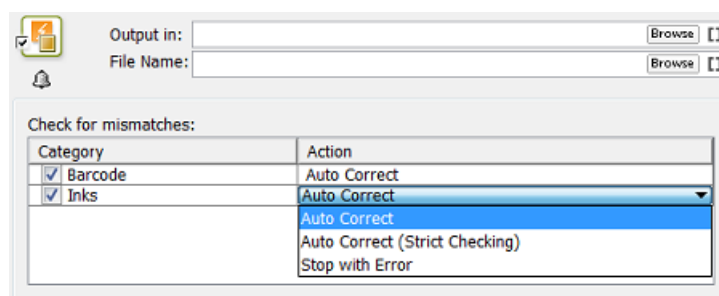 Output in: Browse []
File Name: Browse []
Check for mismatches:
Category Action
Barcode Auto Correct
Inks Auto Correct
Auto Correct
Auto Correct (Strict Checking)
Stop with Error